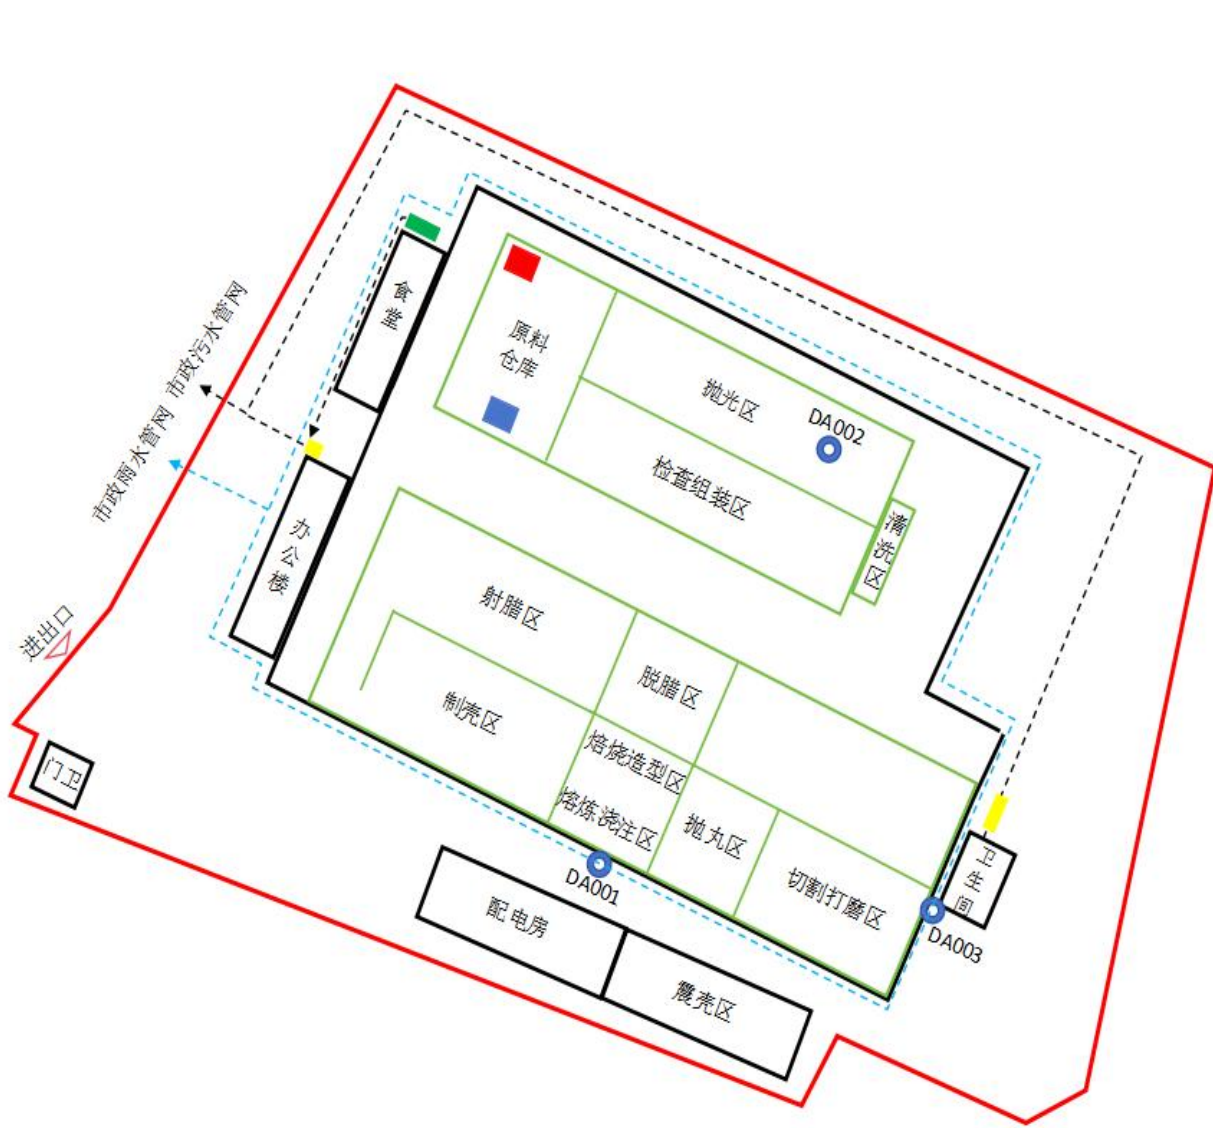 市政污水管网
市政雨水管网
进出口
门卫
食堂
办公楼
原料
仓库
抛光区
DA002
检查组装区
清洗区
射腊区
脱腊区
制壳区
焙烧造型区
熔炼浇注区
抛丸区
切割打磨区
DA001
卫生间
DA003
配电房
震壳区